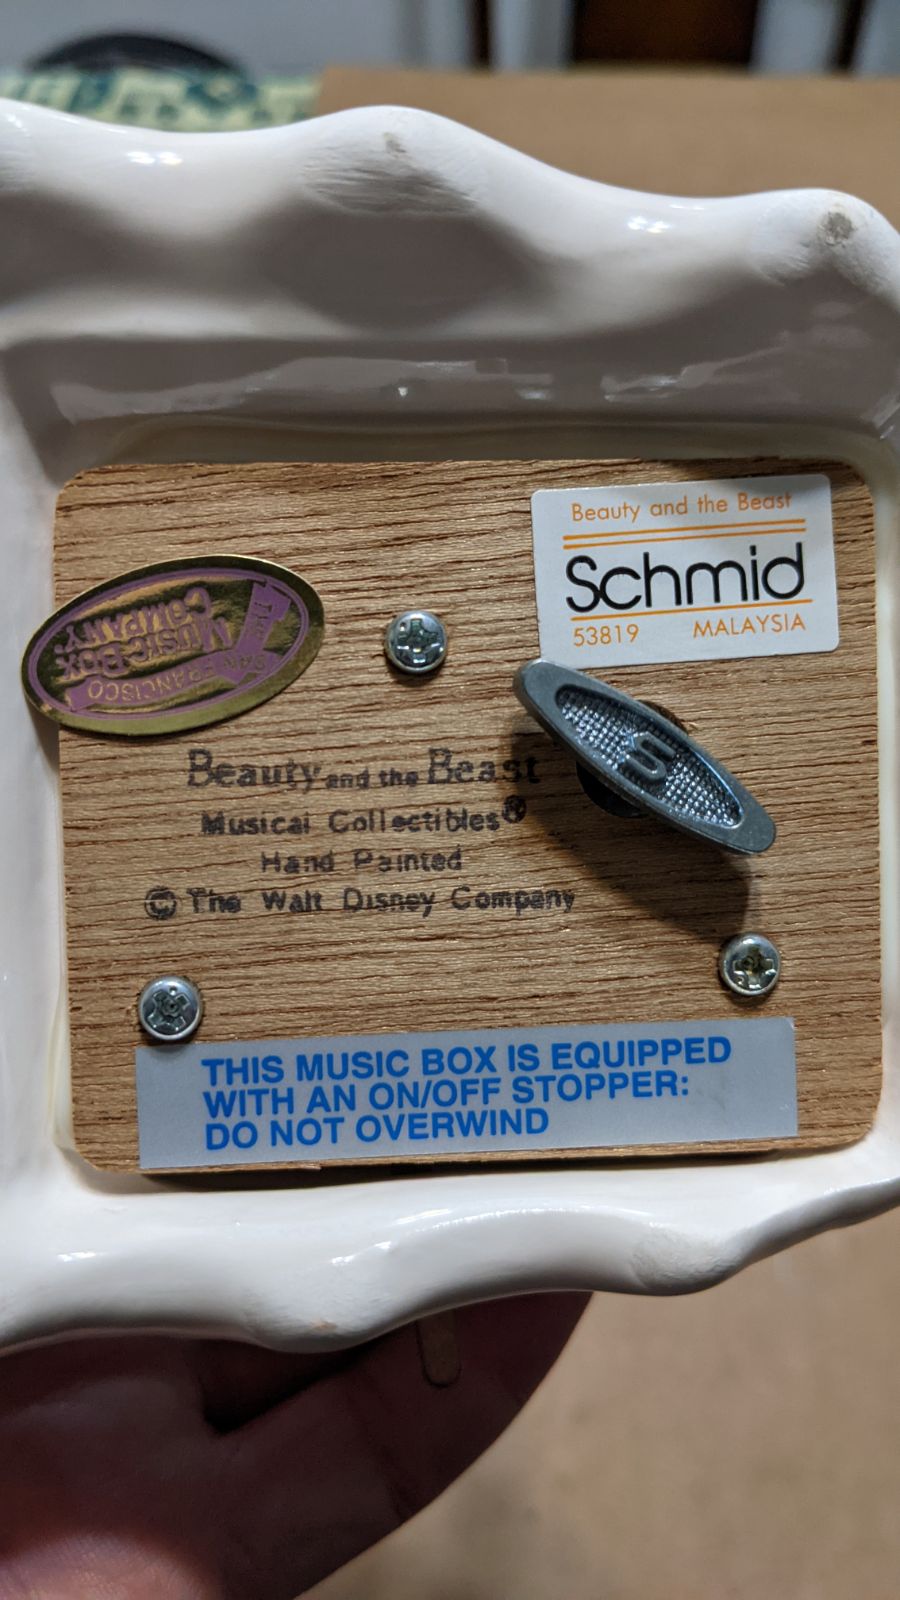 Beauty and the Beast
Schmid
53819 MALAYSIA
THE
SAN FRANCISCO
MUSIC BOX
COMPANY.
S
Beauty and the Beast
Musical Collectibles®
Hand Painted
© The Walt Disney Company
THIS MUSIC BOX IS EQUIPPED
WITH AN ON/OFF STOPPER:
DO NOT OVERWIND